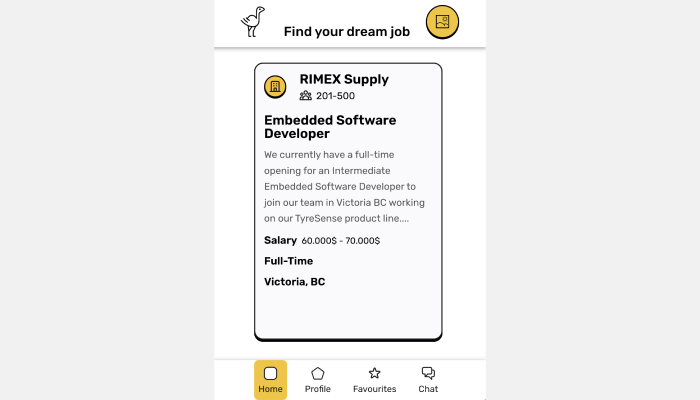 Find your dream job
RIMEX Supply
201-500
Embedded Software
Developer
We currently have a full-time
opening for an Intermediate
Embedded Software Developer to
join our team in Victoria BC working
on our TyreSense product line....
Salary 60.000$ - 70.000$
Full-Time
Victoria, BC
Home
Profile
Favourites
Chat